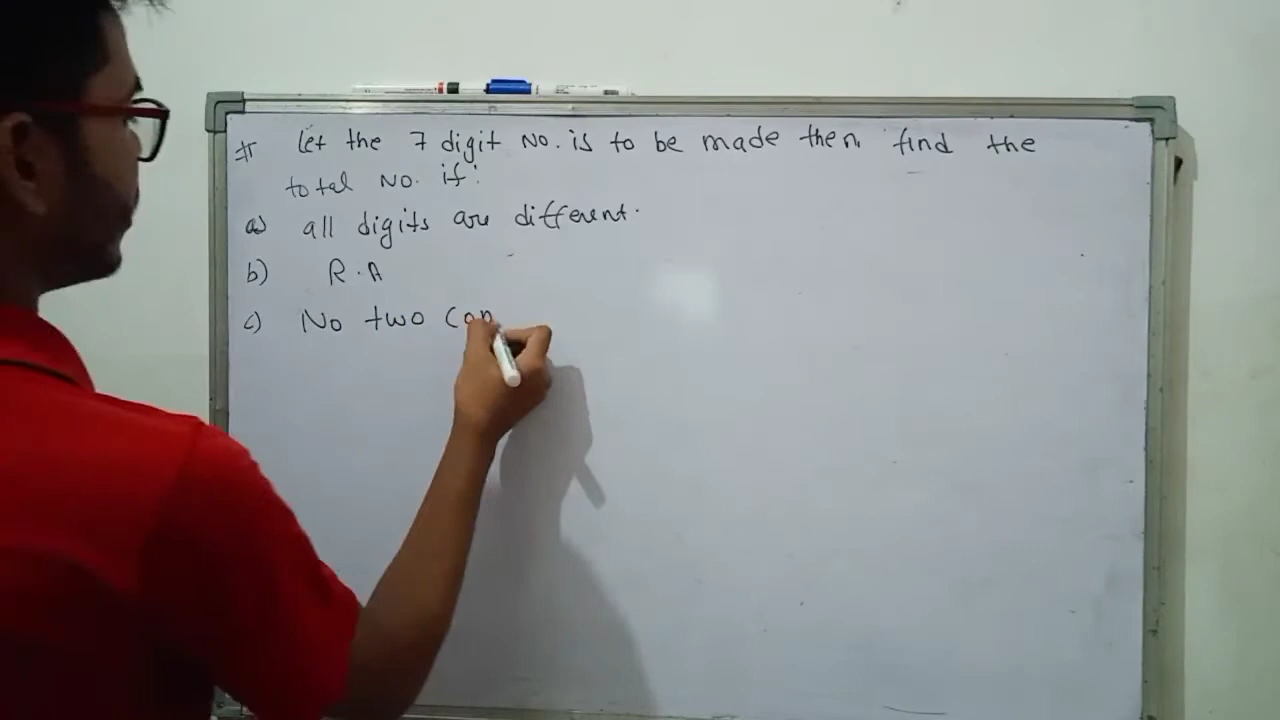 # Let the 7 digit No. is to be made then find the
total No. if:
a) all digits are different.
b) R.A
c) No two con